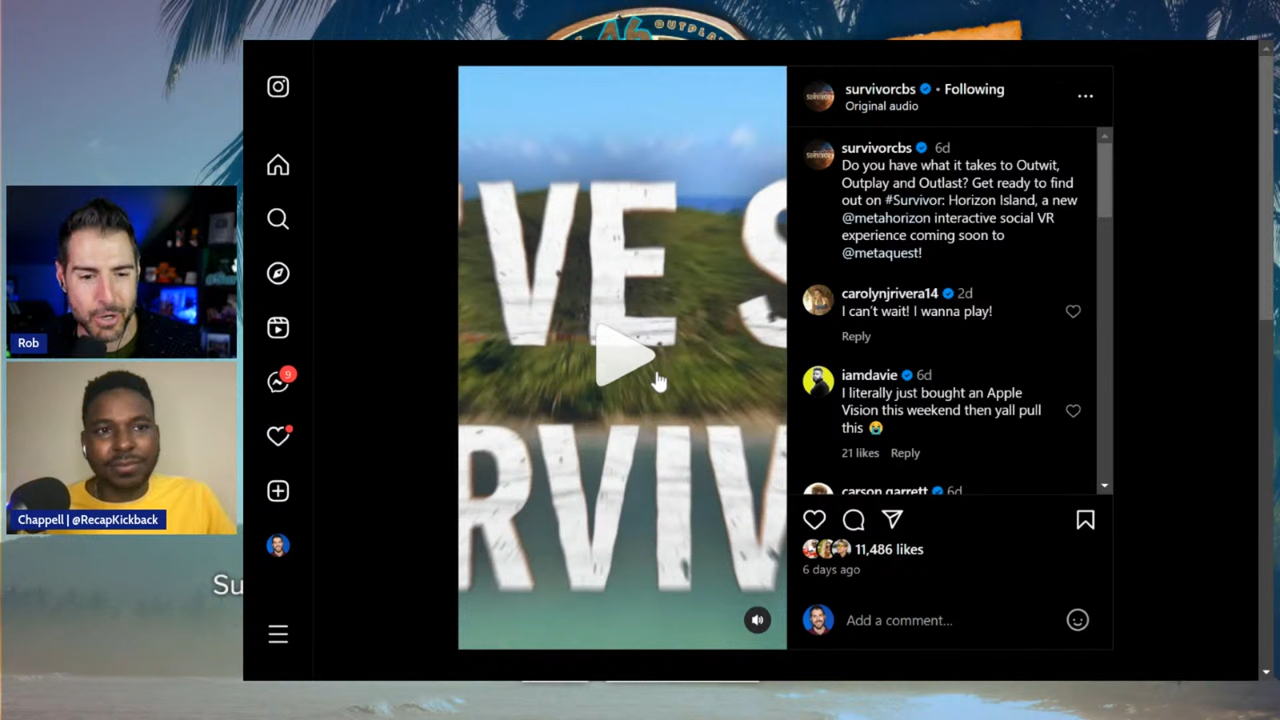 46
OUTPLA
'VE S
RVIV
Rob
Chappell | @RecapKickback
Su
9
survivorcbs • Following
Original audio
survivorcbs 6d
Do you have what it takes to Outwit,
Outplay and Outlast? Get ready to find
out on #Survivor: Horizon Island, a new
@metahorizon interactive social VR
experience coming soon to
@metaquest!
carolynjrivera14 2d
I can't wait! I wanna play!
Reply
iamdavie 6d
I literally just bought an Apple
Vision this weekend then yall pull
this 😭
21 likes Reply
carson.garrett 6d
11,486 likes
6 days ago
Add a comment...